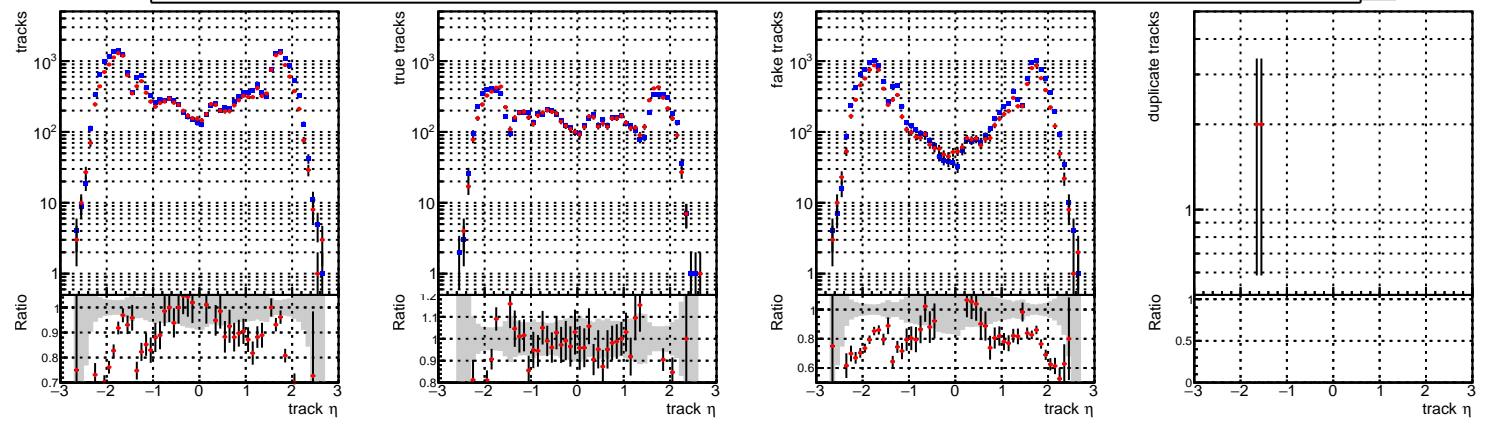 tracks
10³
10²
10
1
Ratio
1
0.9
0.8
0.7
−3 −2 −1 0 1 2 3
track η
true tracks
10³
10²
10
1
Ratio
1.2
1.1
1
0.9
0.8
−3 −2 −1 0 1 2 3
track η
fake tracks
10³
10²
10
1
Ratio
1
0.8
0.6
−3 −2 −1 0 1 2 3
track η
duplicate tracks
1
Ratio
1
0.5
0
−3 −2 −1 0 1 2 3
track η